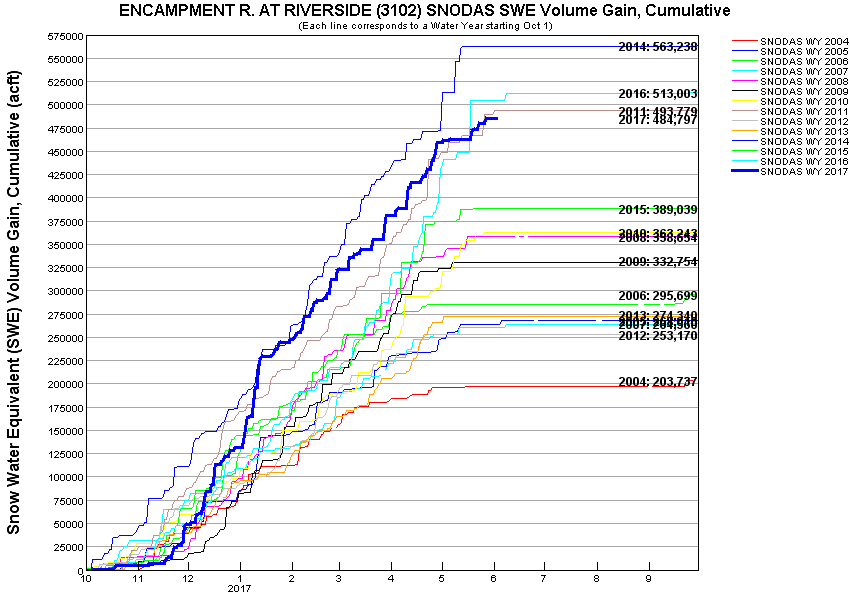 ENCAMPMENT R. AT RIVERSIDE (3102) SNODAS SWE Volume Gain, Cumulative
(Each line corresponds to a Water Year starting Oct 1)
Snow Water Equivalent (SWE) Volume Gain, Cumulative (acft)
575000
550000
525000
500000
475000
450000
425000
400000
375000
350000
325000
300000
275000
250000
225000
200000
175000
150000
125000
100000
75000
50000
25000
0
2014: 563,238
2016: 513,003
2011: 493,779
2017: 484,797
2015: 389,039
2010: 363,243
2008: 358,654
2009: 332,754
2006: 295,699
2013: 274,340
2012: 253,170
2004: 203,737
10 11 12 1 2 3 4 5 6 7 8 9
2017
SNODAS WY 2004
SNODAS WY 2005
SNODAS WY 2006
SNODAS WY 2007
SNODAS WY 2008
SNODAS WY 2009
SNODAS WY 2010
SNODAS WY 2011
SNODAS WY 2012
SNODAS WY 2013
SNODAS WY 2014
SNODAS WY 2015
SNODAS WY 2016
SNODAS WY 2017